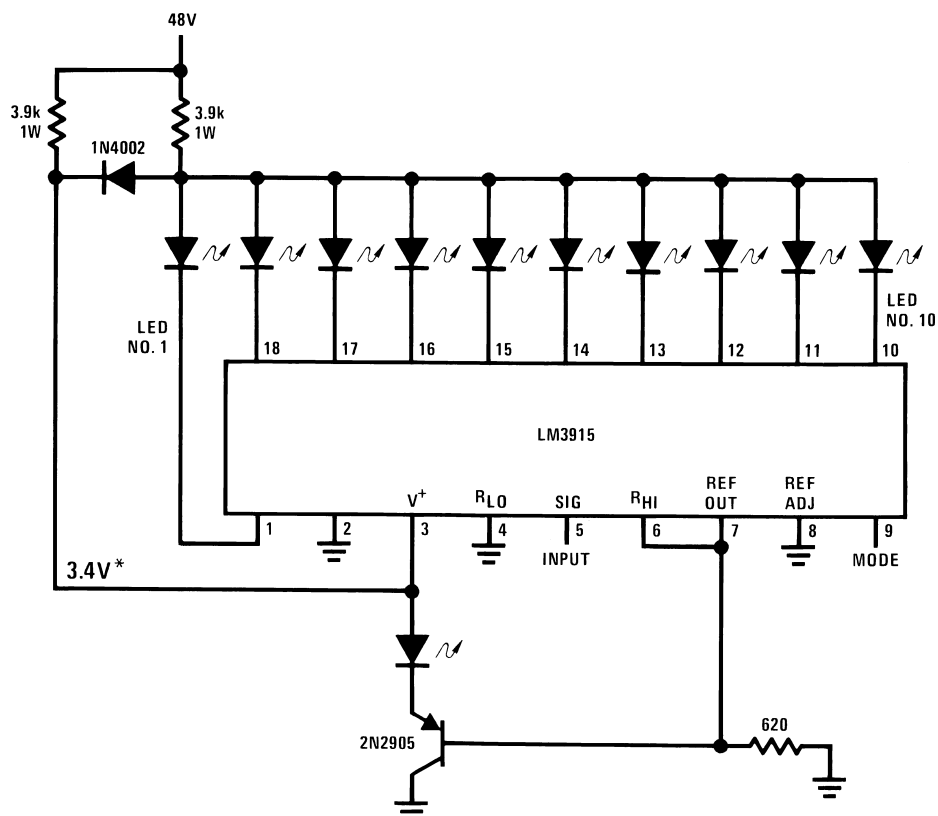 48V
3.9k
1W
3.9k
1W
1N4002
LED
NO. 1
LED
NO. 10
18 17 16 15 14 13 12 11 10
LM3915
V+ RLO SIG RHI REF OUT REF ADJ
1 2 3 4 5 6 7 8 9
INPUT MODE
3.4V*
2N2905
620